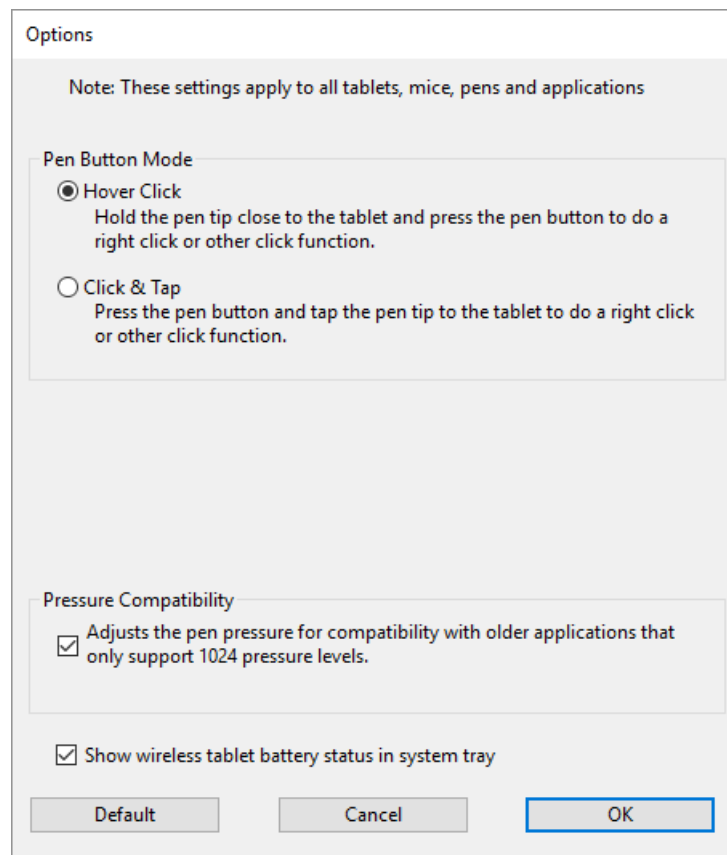 Options
Note: These settings apply to all tablets, mice, pens and applications
Pen Button Mode
Hover Click
Hold the pen tip close to the tablet and press the pen button to do a
right click or other click function.
Click & Tap
Press the pen button and tap the pen tip to the tablet to do a right click
or other click function.
Pressure Compatibility
Adjusts the pen pressure for compatibility with older applications that
only support 1024 pressure levels.
Show wireless tablet battery status in system tray
Default Cancel OK